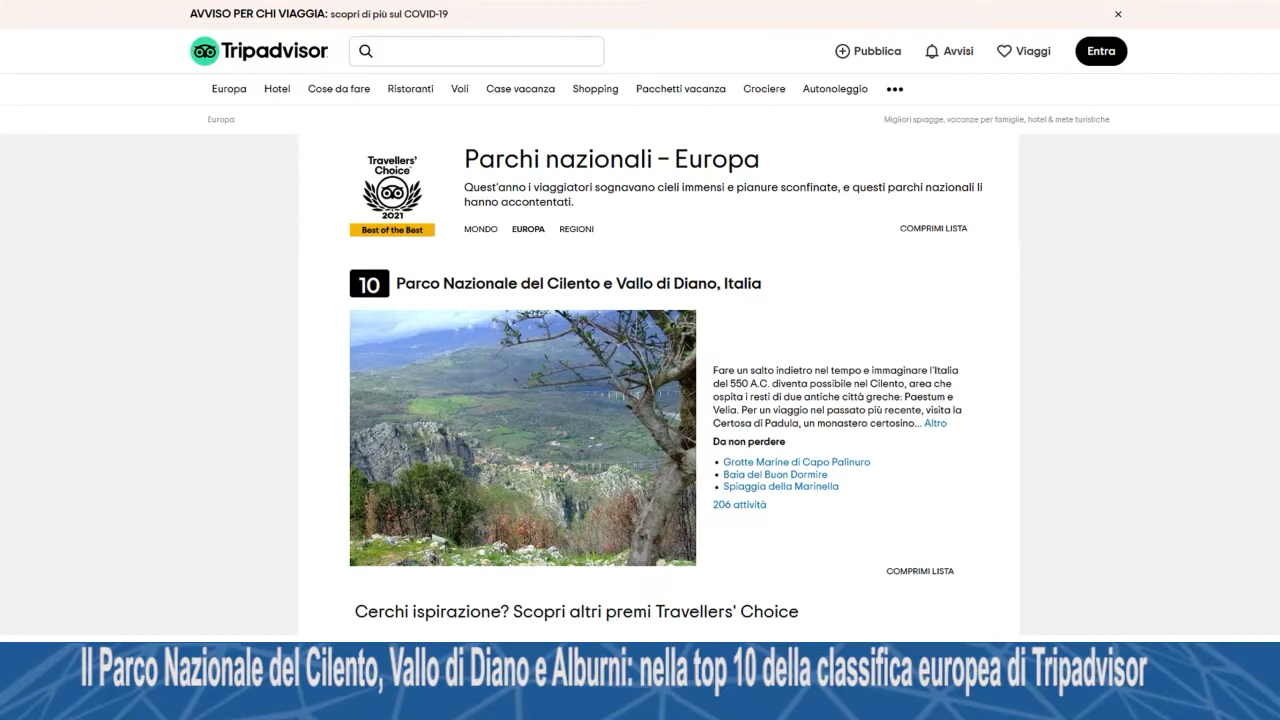 AVVISO PER CHI VIAGGIA: scopri di più sul COVID-19
Tripadvisor
Pubblica
Avvisi
Viaggi
Entra
Europa
Hotel
Cose da fare
Ristoranti
Voli
Case vacanza
Shopping
Pacchetti vacanza
Crociere
Autonoleggio
Europa
Migliori spiagge, vacanze per famiglie, hotel & mete turistiche
Travellers'
Choice
2021
Best of the Best
Parchi nazionali – Europa
Quest'anno i viaggiatori sognavano cieli immensi e pianure sconfinate, e questi parchi nazionali li
hanno accontentati.
MONDO
EUROPA
REGIONI
COMPRIMI LISTA
10
Parco Nazionale del Cilento e Vallo di Diano, Italia
Fare un salto indietro nel tempo e immaginare l'Italia
del 550 A.C. diventa possibile nel Cilento, area che
ospita i resti di due antiche città greche: Paestum e
Velia. Per un viaggio nel passato più recente, visita la
Certosa di Padula, un monastero certosino... Altro
Da non perdere
• Grotte Marine di Capo Palinuro
• Baia del Buon Dormire
• Spiaggia della Marinella
206 attività
COMPRIMI LISTA
Cerchi ispirazione? Scopri altri premi Travellers' Choice
Il Parco Nazionale del Cilento, Vallo di Diano e Alburni: nella top 10 della classifica europea di Tripadvisor